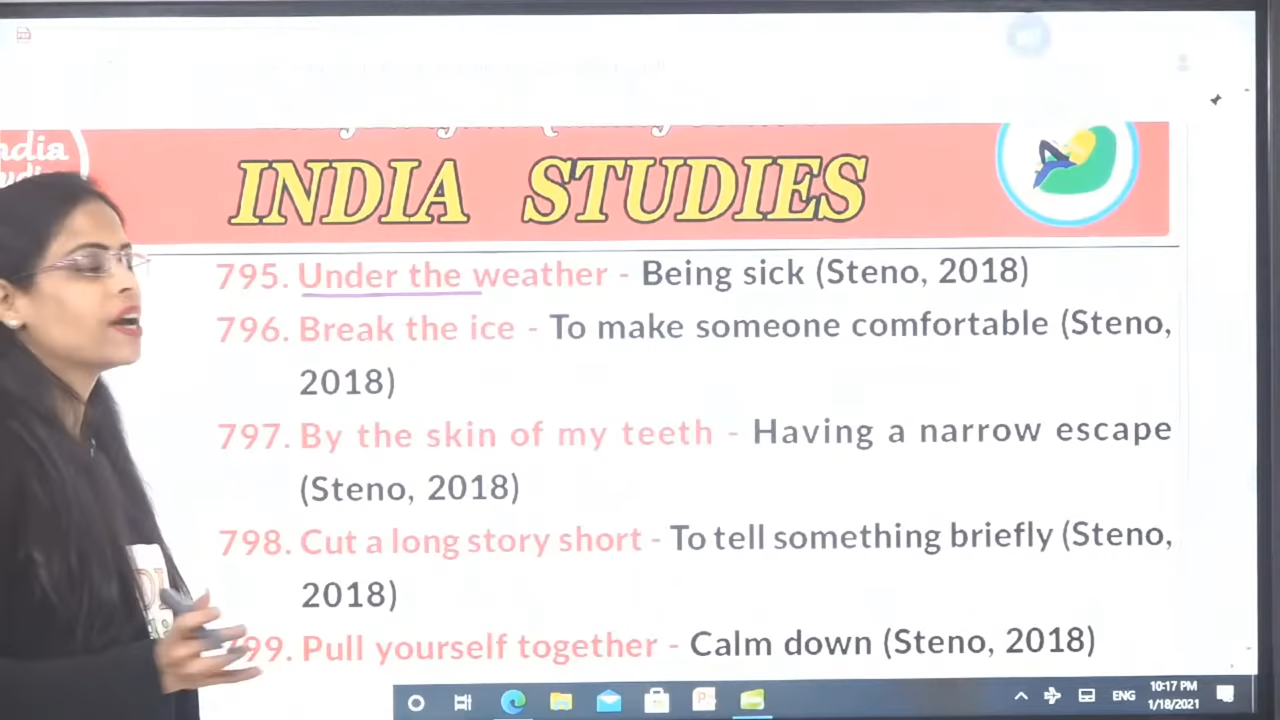 INDIA STUDIES
795. Under the weather - Being sick (Steno, 2018)
796. Break the ice - To make someone comfortable (Steno,
2018)
797. By the skin of my teeth - Having a narrow escape
(Steno, 2018)
798. Cut a long story short - To tell something briefly (Steno,
2018)
799. Pull yourself together - Calm down (Steno, 2018)
ENG
10:17 PM
1/18/2021